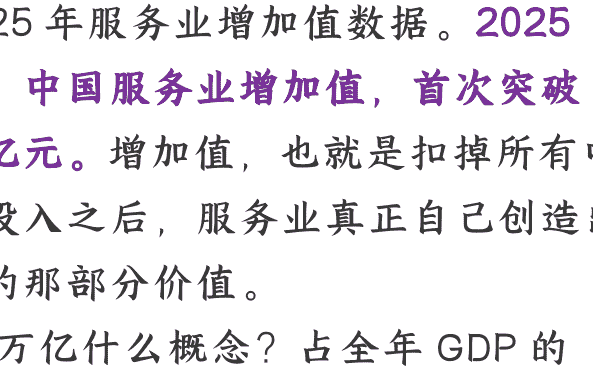 25 年服务业增加值数据。2025
，中国服务业增加值，首次突破
亿元。增加值，也就是扣掉所有
投入之后，服务业真正自己创造
的那部分价值。
万亿什么概念？占全年 GDP 的